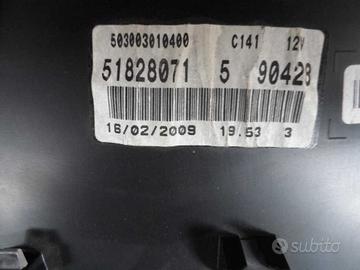 503003010400 C141 12V
51828071 5 90423
16/02/2009 19.53 3
subito